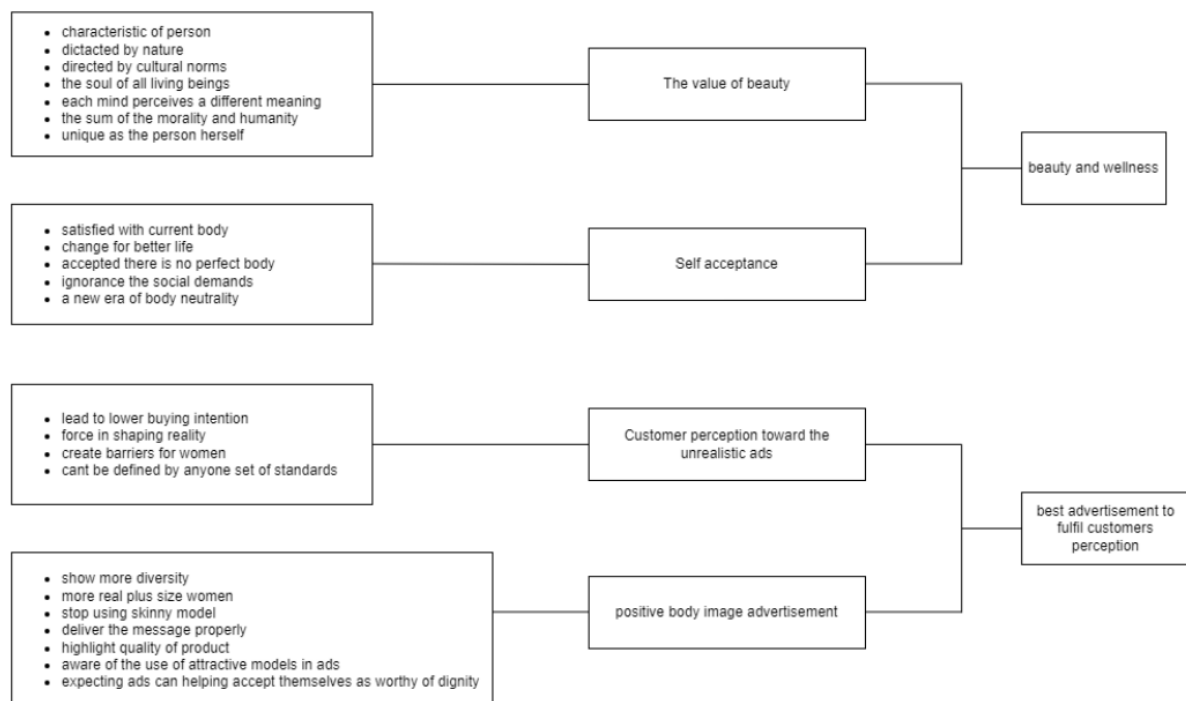 characteristic of person
dictacted by nature
directed by cultural norms
the soul of all living beings
each mind perceives a different meaning
the sum of the morality and humanity
unique as the person herself
The value of beauty
beauty and wellness
satisfied with current body
change for better life
accepted there is no perfect body
ignorance the social demands
a new era of body neutrality
Self acceptance
lead to lower buying intention
force in shaping reality
create barriers for women
cant be defined by anyone set of standards
Customer perception toward the
unrealistic ads
best advertisement to
fulfil customers
perception
show more diversity
more real plus size women
stop using skinny model
deliver the message properly
highlight quality of product
aware of the use of attractive models in ads
expecting ads can helping accept themselves as worthy of dignity
positive body image advertisement